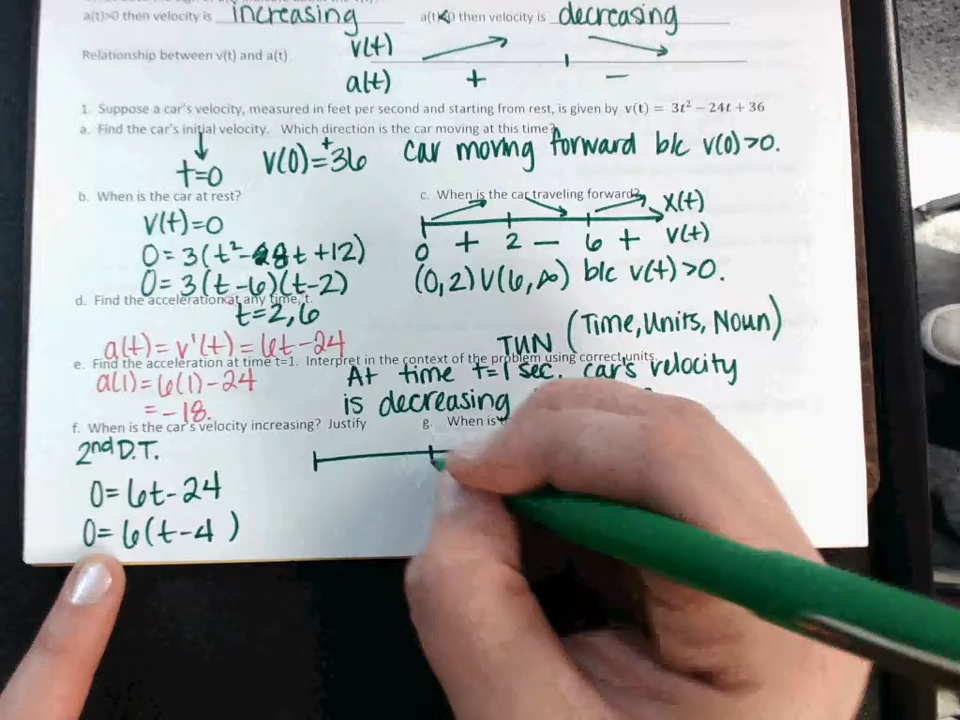 a(t)>0 then velocity is increasing a(t)<0 then velocity is decreasing
v(t)
Relationship between v(t) and a(t)
a(t) + −
1. Suppose a car's velocity, measured in feet per second and starting from rest, is given by v(t) = 3t² − 24t + 36
a. Find the car's initial velocity. Which direction is the car moving at this time?
t=0 v(0)=+36 car moving forward b/c v(0)>0.
b. When is the car at rest? c. When is the car traveling forward?
v(t)=0 x(t)
0 + 2 − 6 + v(t)
0=3(t²-8t+12)
0=3(t-6)(t-2) (0,2)∪(6,∞) b/c v(t)>0.
d. Find the acceleration at any time, t.
t=2,6
a(t)=v'(t)=6t-24 TUN (Time, Units, Noun)
e. Find the acceleration at time t=1. Interpret in the context of the problem using correct units.
a(1)=6(1)-24 At time t=1 sec. car's velocity
=-18. is decreasing
f. When is the car's velocity increasing? Justify g. When is
2nd D.T.
0=6t-24
0=6(t-4)